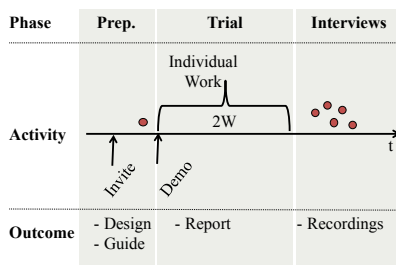 Phase Prep. Trial Interviews
Individual
Work
2W
Activity
t
Invite
Demo
Outcome - Design - Report - Recordings
- Guide